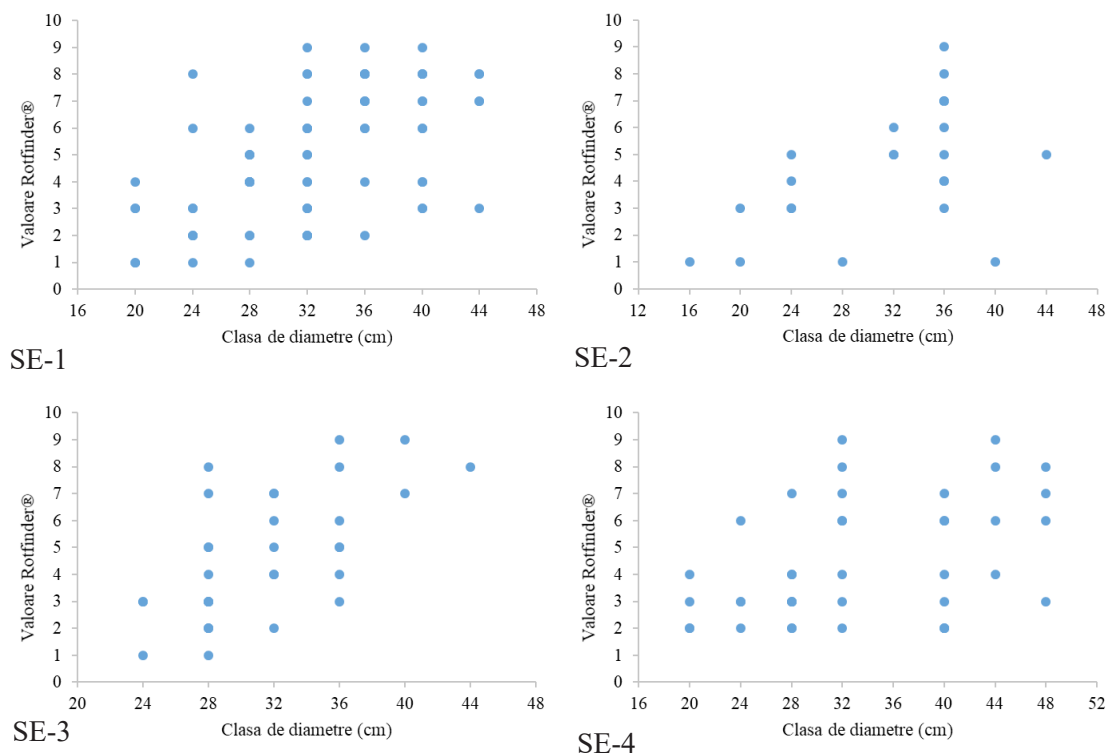 10
9
8
7
6
5
4
3
2
1
0
Valoare Rotfinder®
16 20 24 28 32 36 40 44 48
Clasa de diametre (cm)
SE-1
10
9
8
7
6
5
4
3
2
1
0
Valoare Rotfinder®
12 16 20 24 28 32 36 40 44 48
Clasa de diametre (cm)
SE-2
10
9
8
7
6
5
4
3
2
1
0
Valoare Rotfinder®
20 24 28 32 36 40 44 48
Clasa de diametre (cm)
SE-3
10
9
8
7
6
5
4
3
2
1
0
Valoare Rotfinder®
16 20 24 28 32 36 40 44 48 52
Clasa de diametre (cm)
SE-4